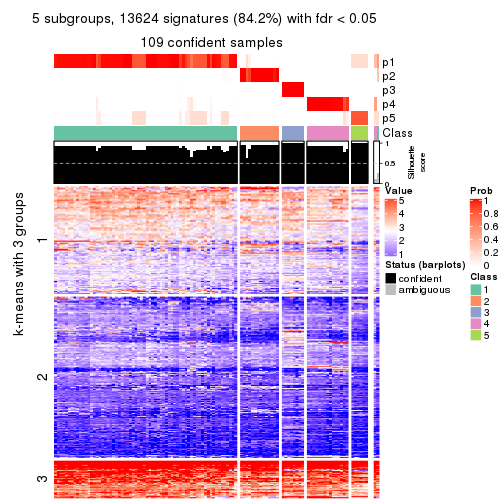 5 subgroups, 13624 signatures (84.2%) with fdr < 0.05
109 confident samples
p1
p2
p3
p4
p5
Class
1
0.5
0
Silhouette
score
k-means with 3 groups
1
2
3
Value
5
4
3
2
1
Status (barplots)
confident
ambiguous
Prob
1
0.8
0.6
0.4
0.2
0
Class
1
2
3
4
5